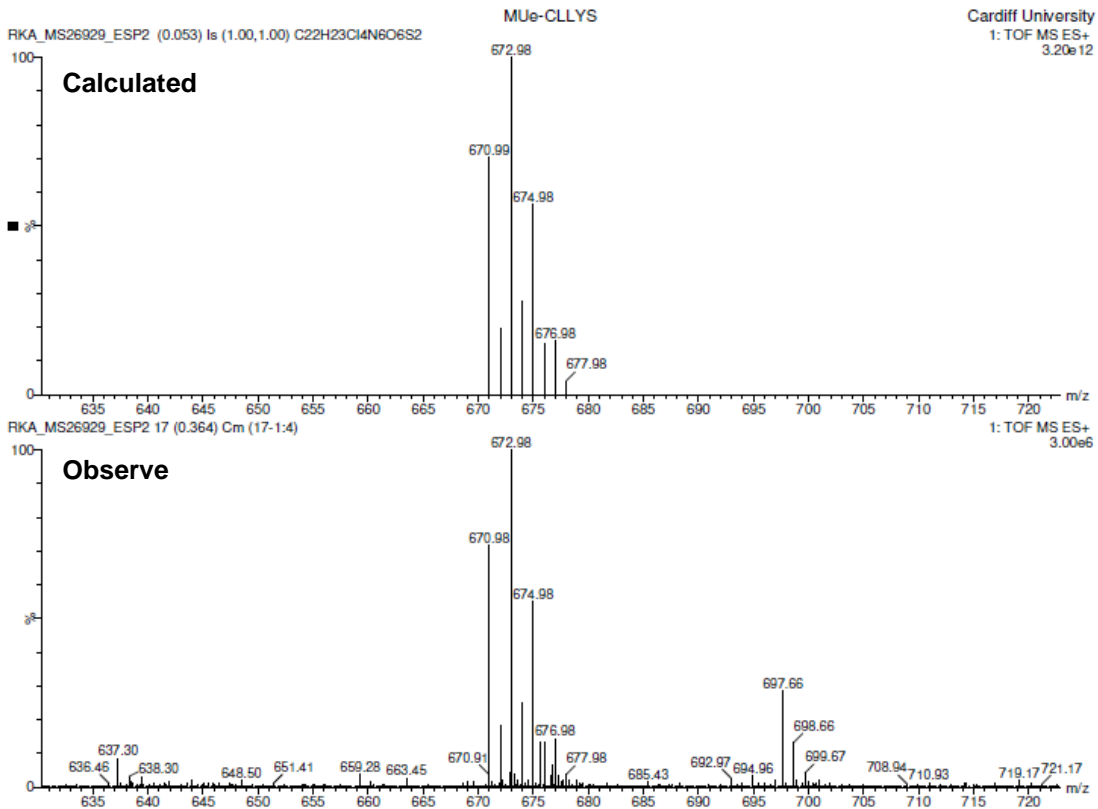 MUe-CLLYS
Cardiff University
RKA_MS26929_ESP2 (0.053) Is (1.00,1.00) C22H23Cl4N6O6S2
1: TOF MS ES+
3.20e12
Calculated
100
%
0
672.98
670.99
674.98
676.98
677.98
635 640 645 650 655 660 665 670 675 680 685 690 695 700 705 710 715 720
m/z
RKA_MS26929_ESP2 17 (0.364) Cm (17-1:4)
1: TOF MS ES+
3.00e6
Observe
100
%
0
672.98
670.98
674.98
697.66
676.98
698.66
637.30
636.46
638.30
648.50
651.41
659.28
663.45
670.91
677.98
685.43
692.97
694.96
699.67
708.94
710.93
719.17
721.17
635 640 645 650 655 660 665 670 675 680 685 690 695 700 705 710 715 720
m/z